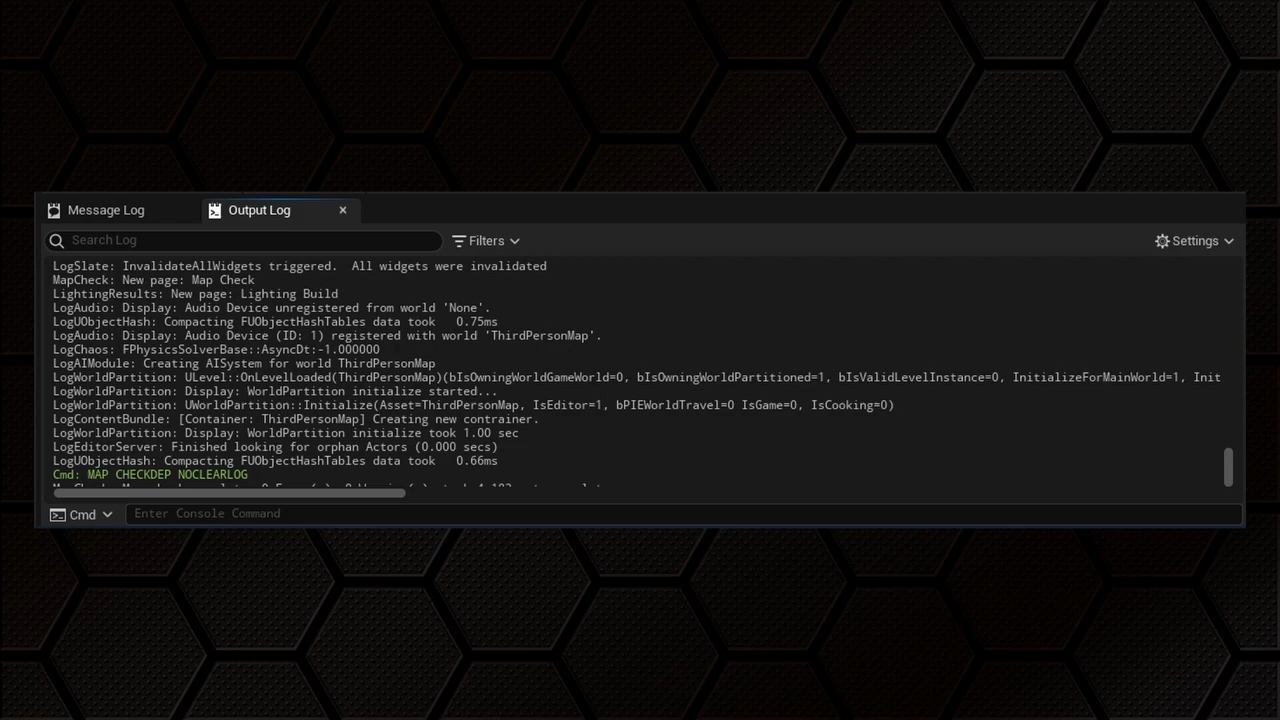 Message Log
Output Log
Search Log
Filters
Settings
LogSlate: InvalidateAllWidgets triggered.  All widgets were invalidated
MapCheck: New page: Map Check
LightingResults: New page: Lighting Build
LogAudio: Display: Audio Device unregistered from world 'None'.
LogUObjectHash: Compacting FUObjectHashTables data took   0.75ms
LogAudio: Display: Audio Device (ID: 1) registered with world 'ThirdPersonMap'.
LogChaos: FPhysicsSolverBase::AsyncDt:-1.000000
LogAIModule: Creating AISystem for world ThirdPersonMap
LogWorldPartition: ULevel::OnLevelLoaded(ThirdPersonMap)(bIsOwningWorldGameWorld=0, bIsOwningWorldPartitioned=1, bIsValidLevelInstance=0, InitializeForMainWorld=1, Init
LogWorldPartition: Display: WorldPartition initialize started...
LogWorldPartition: UWorldPartition::Initialize(Asset=ThirdPersonMap, IsEditor=1, bPIEWorldTravel=0 IsGame=0, IsCooking=0)
LogContentBundle: [Container: ThirdPersonMap] Creating new contrainer.
LogWorldPartition: Display: WorldPartition initialize took 1.00 sec
LogEditorServer: Finished looking for orphan Actors (0.000 secs)
LogUObjectHash: Compacting FUObjectHashTables data took   0.66ms
Cmd: MAP CHECKDEP NOCLEARLOG
Cmd
Enter Console Command